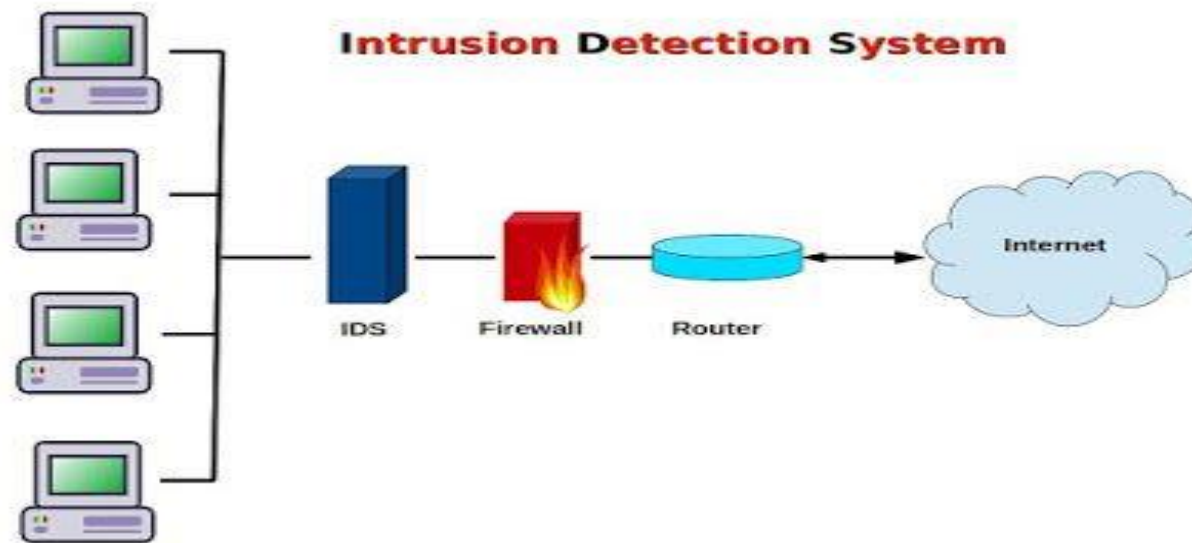 Intrusion Detection System
Internet
IDS
Firewall
Router